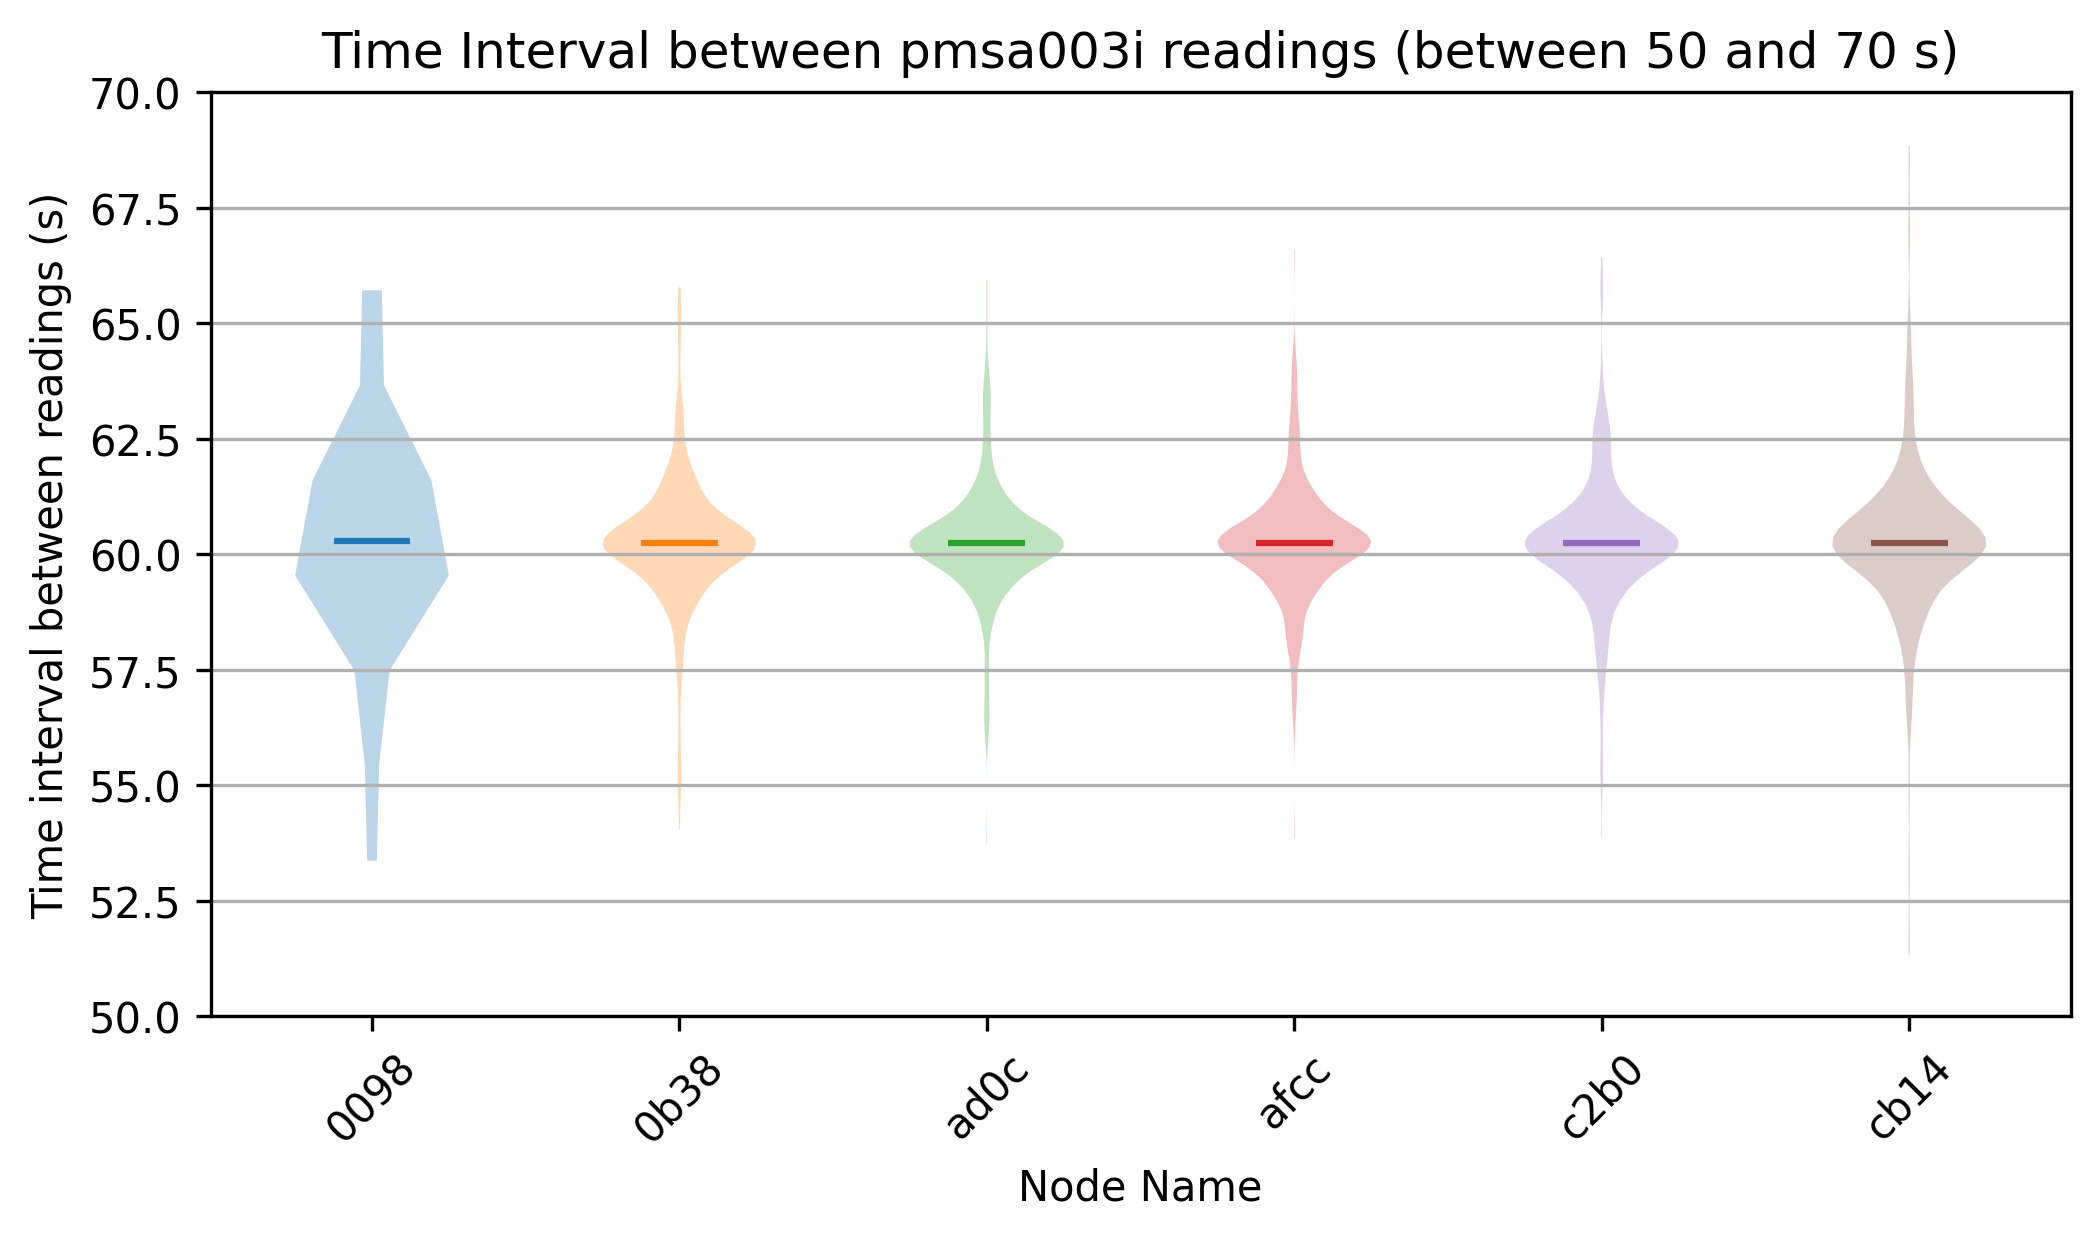 Time Interval between pmsa003i readings (between 50 and 70 s)
Time interval between readings (s)
70.0
67.5
65.0
62.5
60.0
57.5
55.0
52.5
50.0
0098
0b38
ad0c
afcc
c2b0
cb14
Node Name